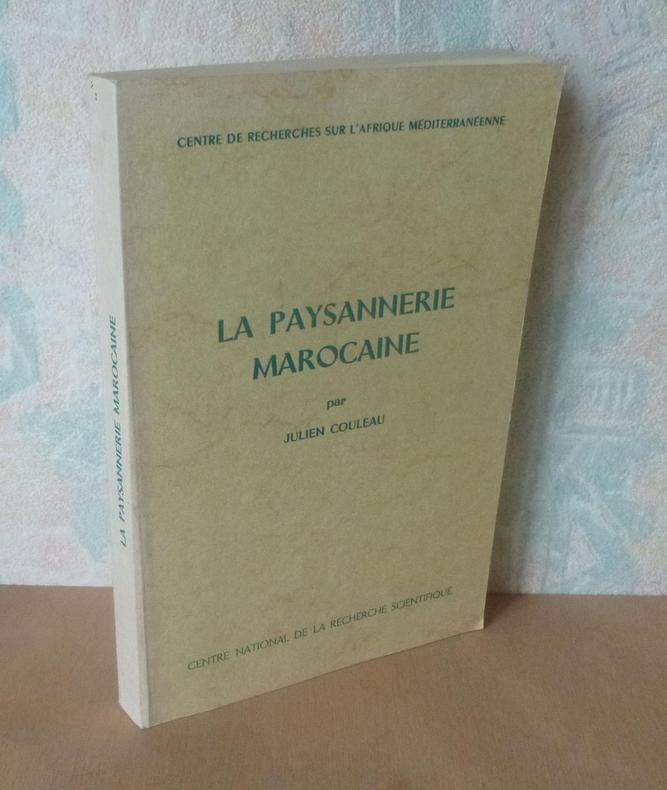 CENTRE DE RECHERCHES SUR L'AFRIQUE MÉDITERRANÉENNE
LA PAYSANNERIE
MAROCAINE
par
JULIEN COULEAU
CENTRE NATIONAL DE LA RECHERCHE SCIENTIFIQUE
LA PAYSANNERIE MAROCAINE